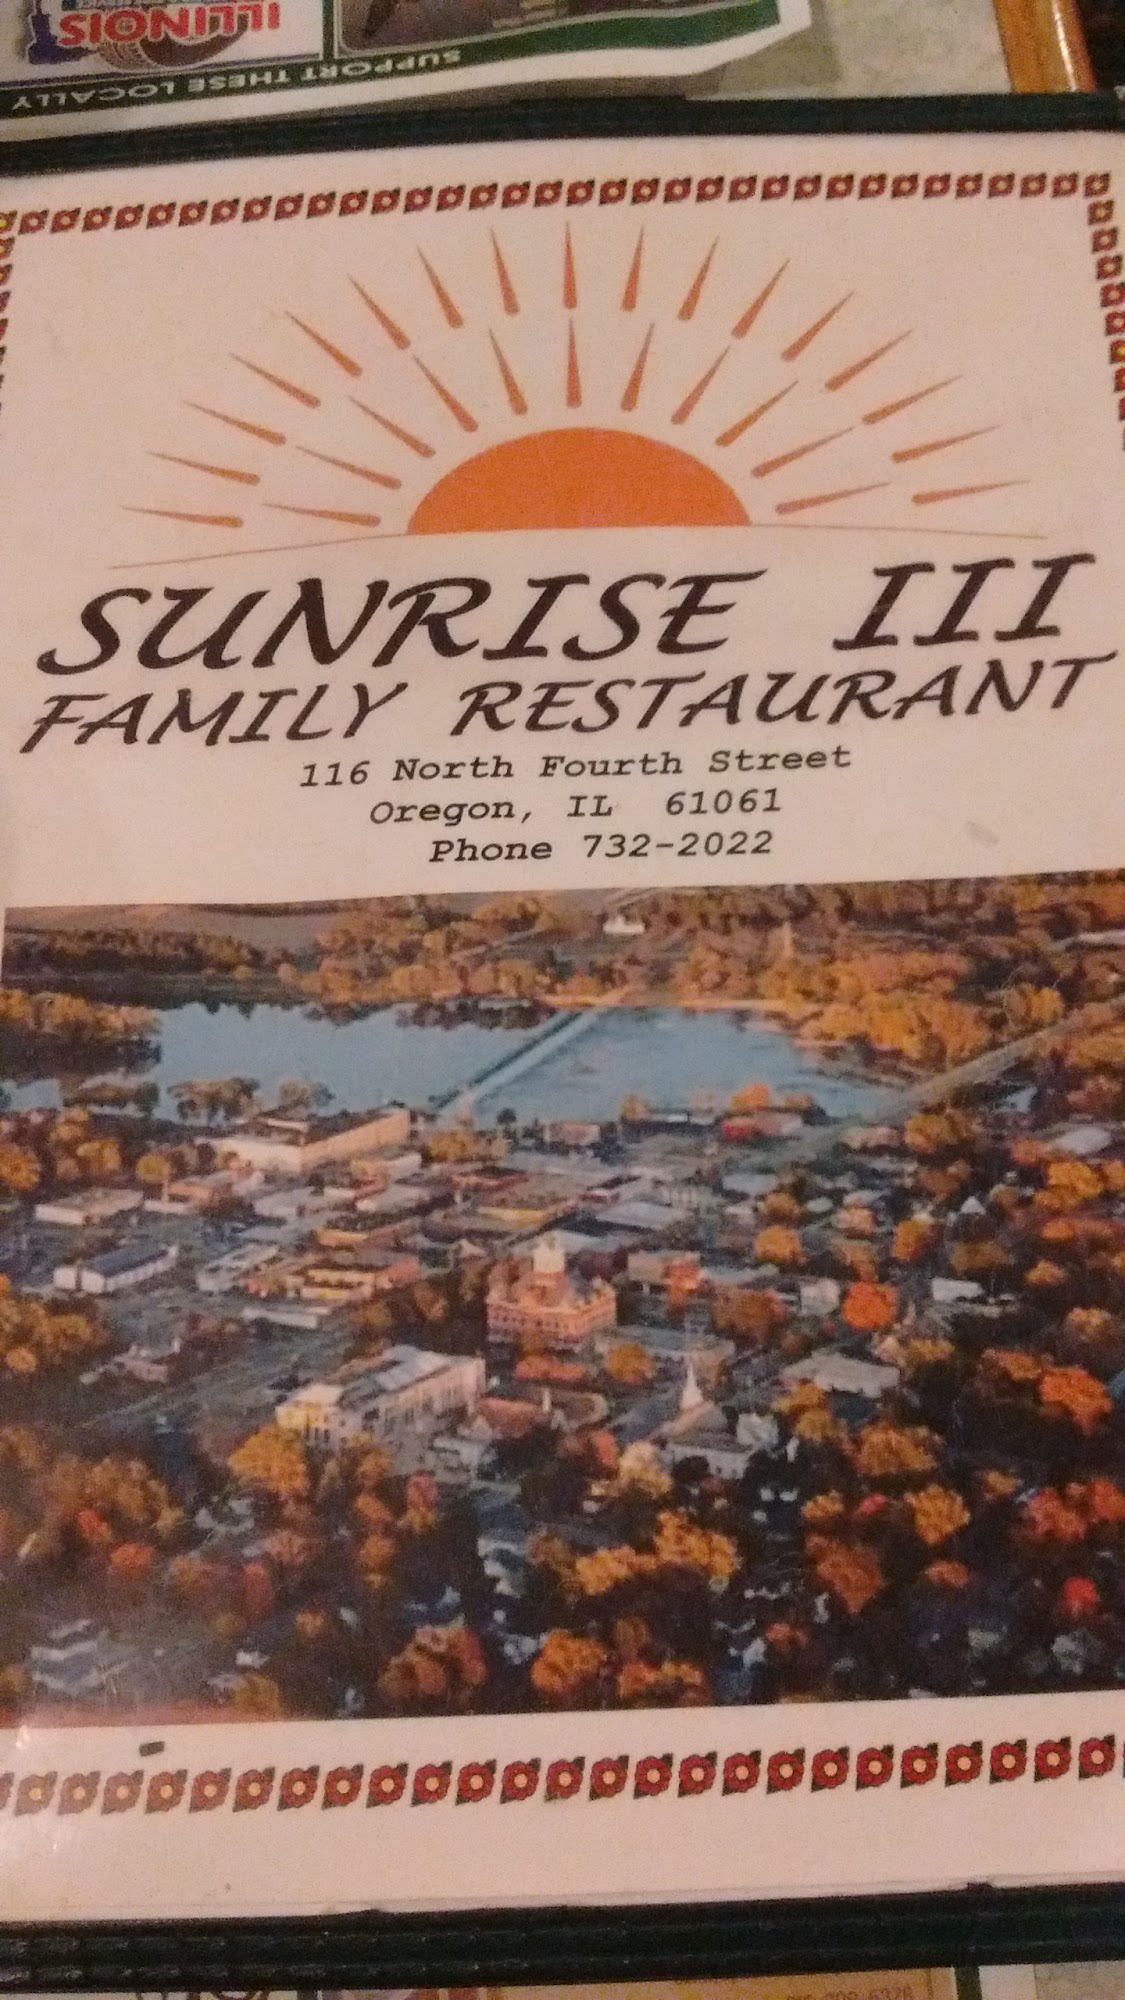 ILLINOIS
SUPPORT THESE LOCALLY
SUNRISE III
FAMILY RESTAURANT
116 North Fourth Street
Oregon, IL 61061
Phone 732-2022